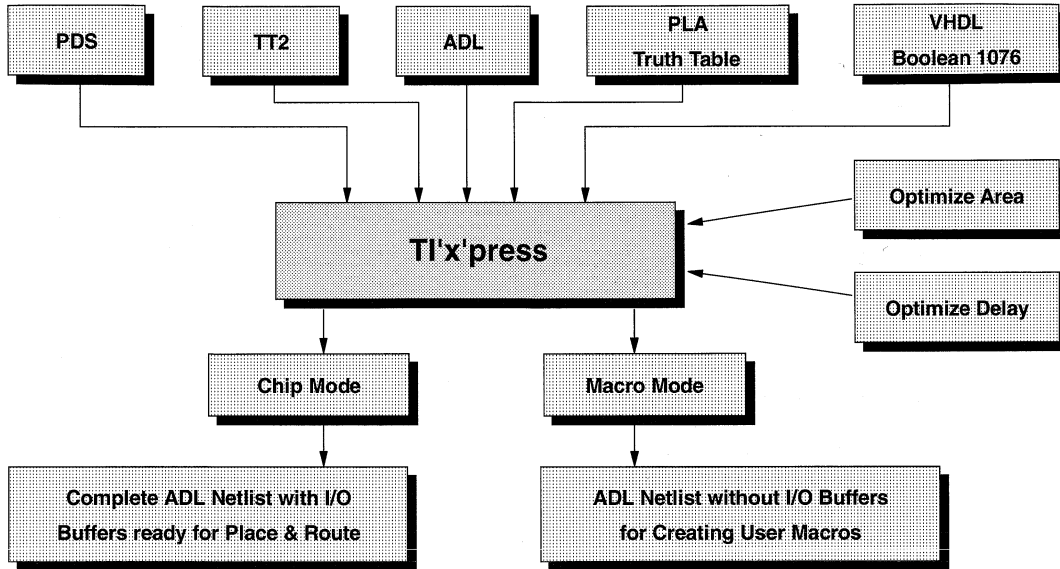 PDS
TT2
ADL
PLA
Truth Table
VHDL
Boolean 1076
Optimize Area
TI'x'press
Optimize Delay
Chip Mode
Macro Mode
Complete ADL Netlist with I/O
Buffers ready for Place & Route
ADL Netlist without I/O Buffers
for Creating User Macros